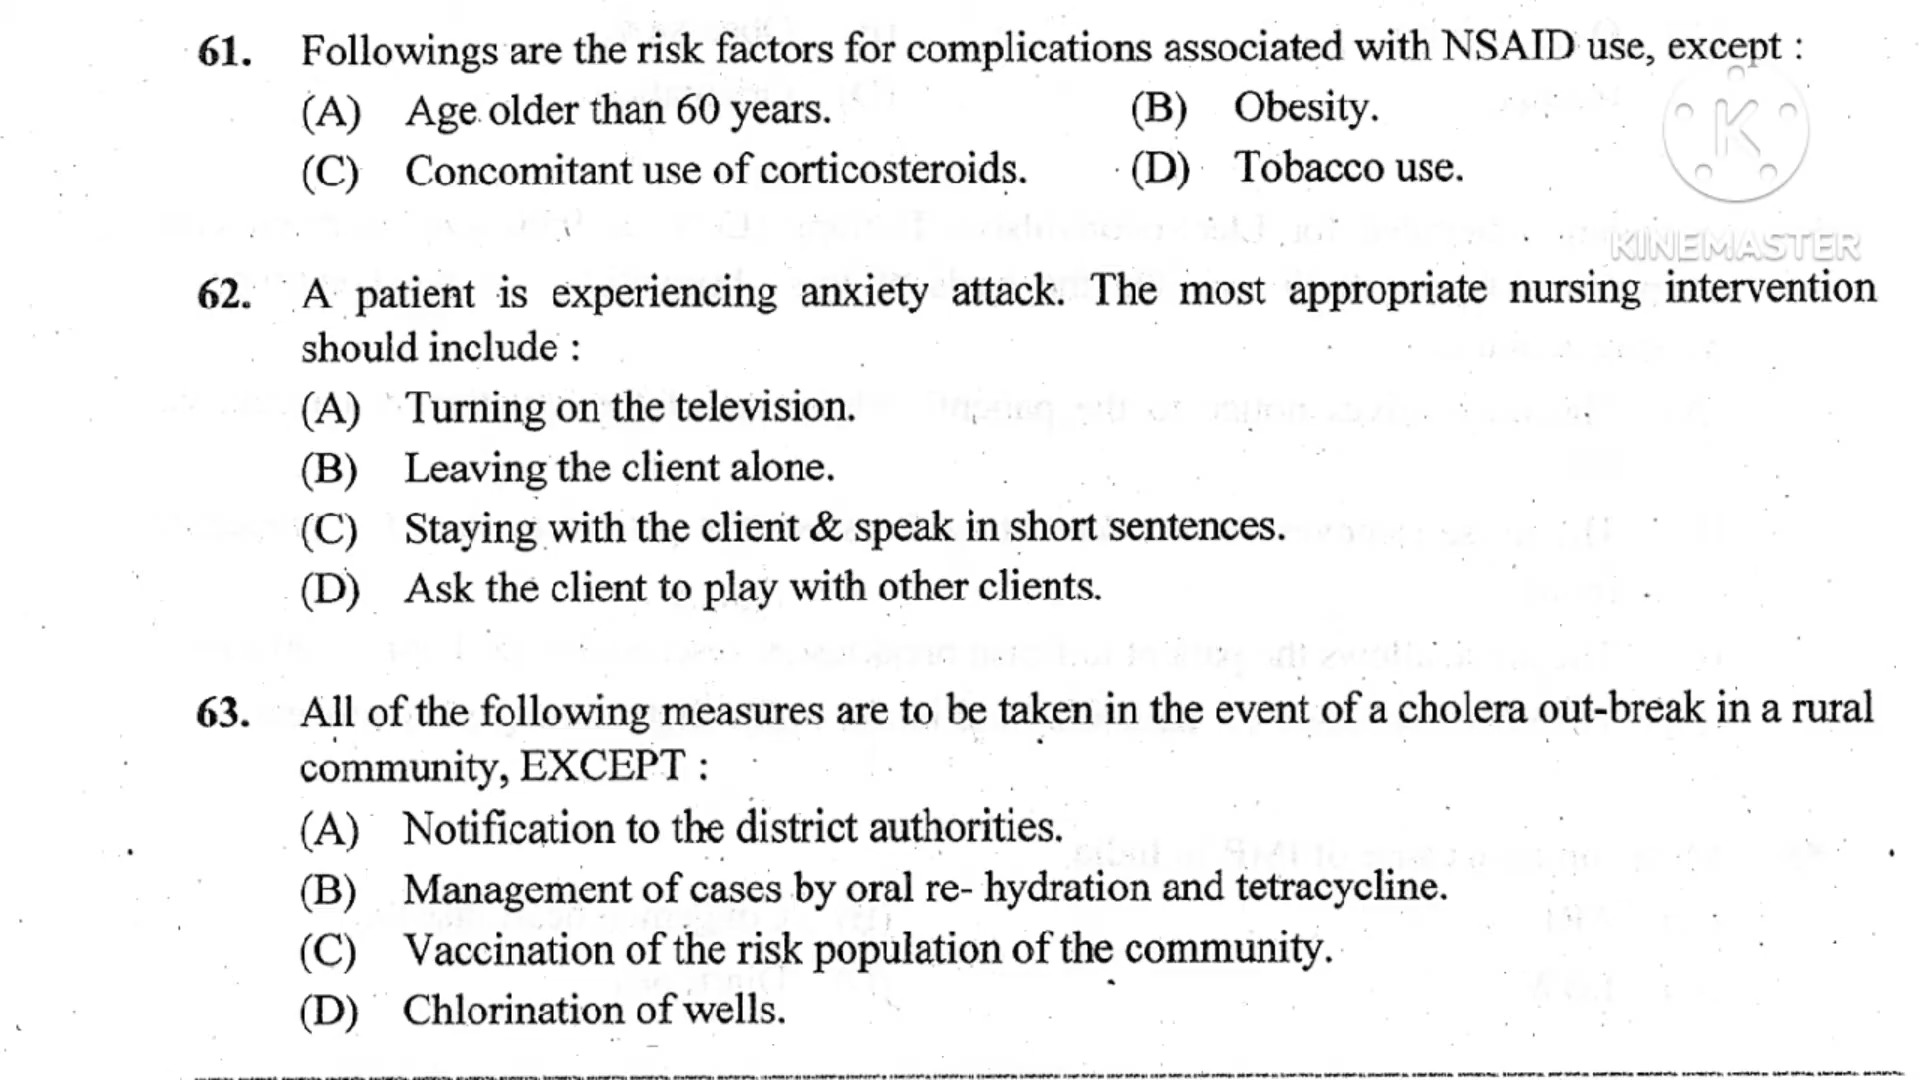 61. Followings are the risk factors for complications associated with NSAID use, except :
(A) Age older than 60 years. (B) Obesity.
(C) Concomitant use of corticosteroids. (D) Tobacco use.
KINEMASTER
62. A patient is experiencing anxiety attack. The most appropriate nursing intervention
should include :
(A) Turning on the television.
(B) Leaving the client alone.
(C) Staying with the client & speak in short sentences.
(D) Ask the client to play with other clients.
63. All of the following measures are to be taken in the event of a cholera out-break in a rural
community, EXCEPT :
(A) Notification to the district authorities.
(B) Management of cases by oral re- hydration and tetracycline.
(C) Vaccination of the risk population of the community.
(D) Chlorination of wells.